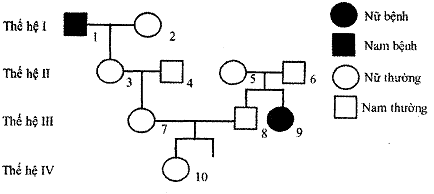 Thế hệ I
1
2
Nữ bệnh
Nam bệnh
Thế hệ II
3
4
5
6
Nữ thường
Thế hệ III
7
8
9
Nam thường
Thế hệ IV
10